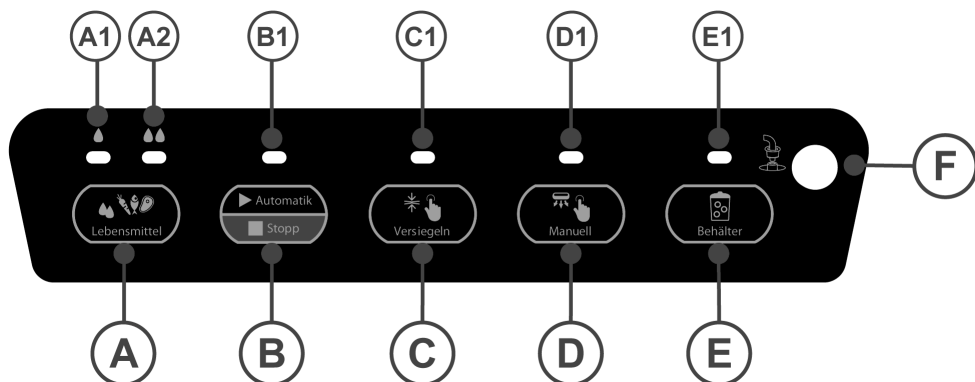 A1 A2 B1 C1 D1 E1
F
Lebensmittel
Automatik
Stopp
Versiegeln
Manuell
Behälter
A B C D E